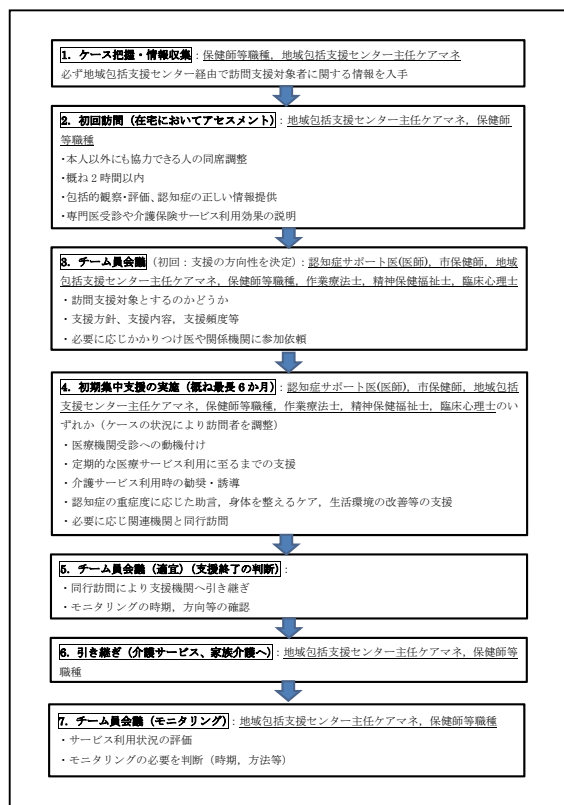 1．ケース把握・情報収集：保健師等職種，地域包括支援センター主任ケアマネ
必ず地域包括支援センター経由で訪問支援対象者に関する情報を入手
2．初回訪問（在宅においてアセスメント）：地域包括支援センター主任ケアマネ，保健師
等職種
・本人以外にも協力できる人の同席調整
・概ね２時間以内
・包括的観察・評価、認知症の正しい情報提供
・専門医受診や介護保険サービス利用効果の説明
3．チーム員会議（初回：支援の方向性を決定）：認知症サポート医(医師)，市保健師，地域
包括支援センター主任ケアマネ，保健師等職種，作業療法士，精神保健福祉士，臨床心理士
・訪問支援対象とするのかどうか
・支援方針、支援内容，支援頻度等
・必要に応じかかりつけ医や関係機関に参加依頼
4．初期集中支援の実施（概ね最長６か月）：認知症サポート医(医師)，市保健師，地域包括
支援センター主任ケアマネ，保健師等職種，作業療法士，精神保健福祉士，臨床心理士のい
ずれか（ケースの状況により訪問者を調整）
・医療機関受診への動機付け
・定期的な医療サービス利用に至るまでの支援
・介護サービス利用時の勧奨・誘導
・認知症の重症度に応じた助言，身体を整えるケア，生活環境の改善等の支援
・必要に応じ関連機関と同行訪問
5．チーム員会議（適宜）（支援終了の判断）：
・同行訪問により支援機関へ引き継ぎ
・モニタリングの時期，方向等の確認
6．引き継ぎ（介護サービス、家族介護へ）：地域包括支援センター主任ケアマネ，保健師等
職種
7．チーム員会議（モニタリング）：地域包括支援センター主任ケアマネ，保健師等職種
・サービス利用状況の評価
・モニタリングの必要を判断（時期，方法等）